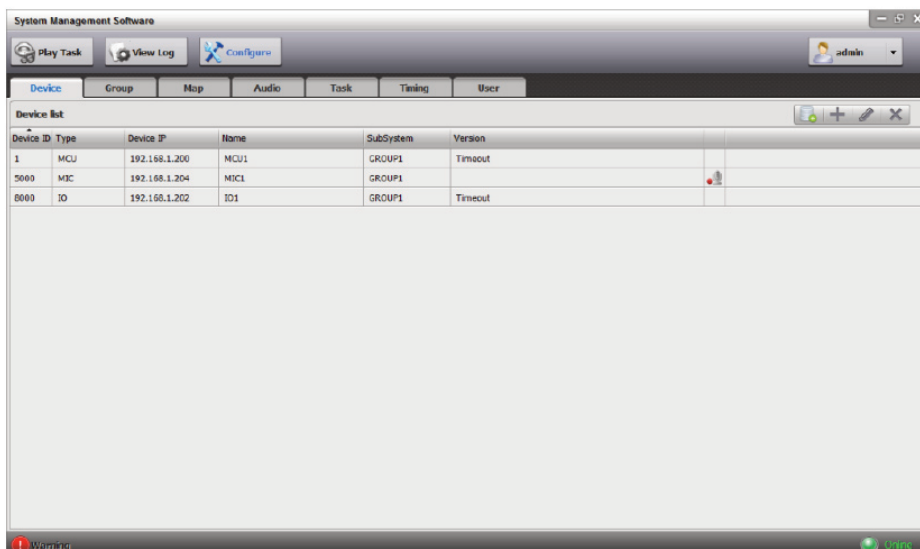 System Management Software
Play Task View Log Configure admin
Device Group Map Audio Task Timing User
Device list
Device ID Type Device IP Name SubSystem Version
1 MCU 192.168.1.200 MCU1 GROUP1 Timeout
5000 MIC 192.168.1.204 MIC1 GROUP1
8000 IO 192.168.1.202 IO1 GROUP1 Timeout
Warning Online